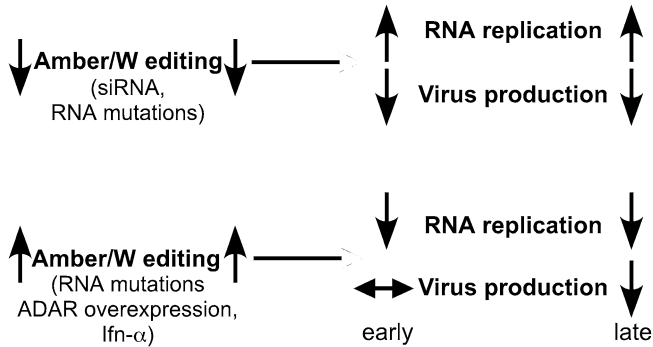 Amber/W editing
(siRNA,
RNA mutations)
RNA replication
Virus production
Amber/W editing
(RNA mutations
ADAR overexpression,
Ifn-α)
RNA replication
Virus production
early
late